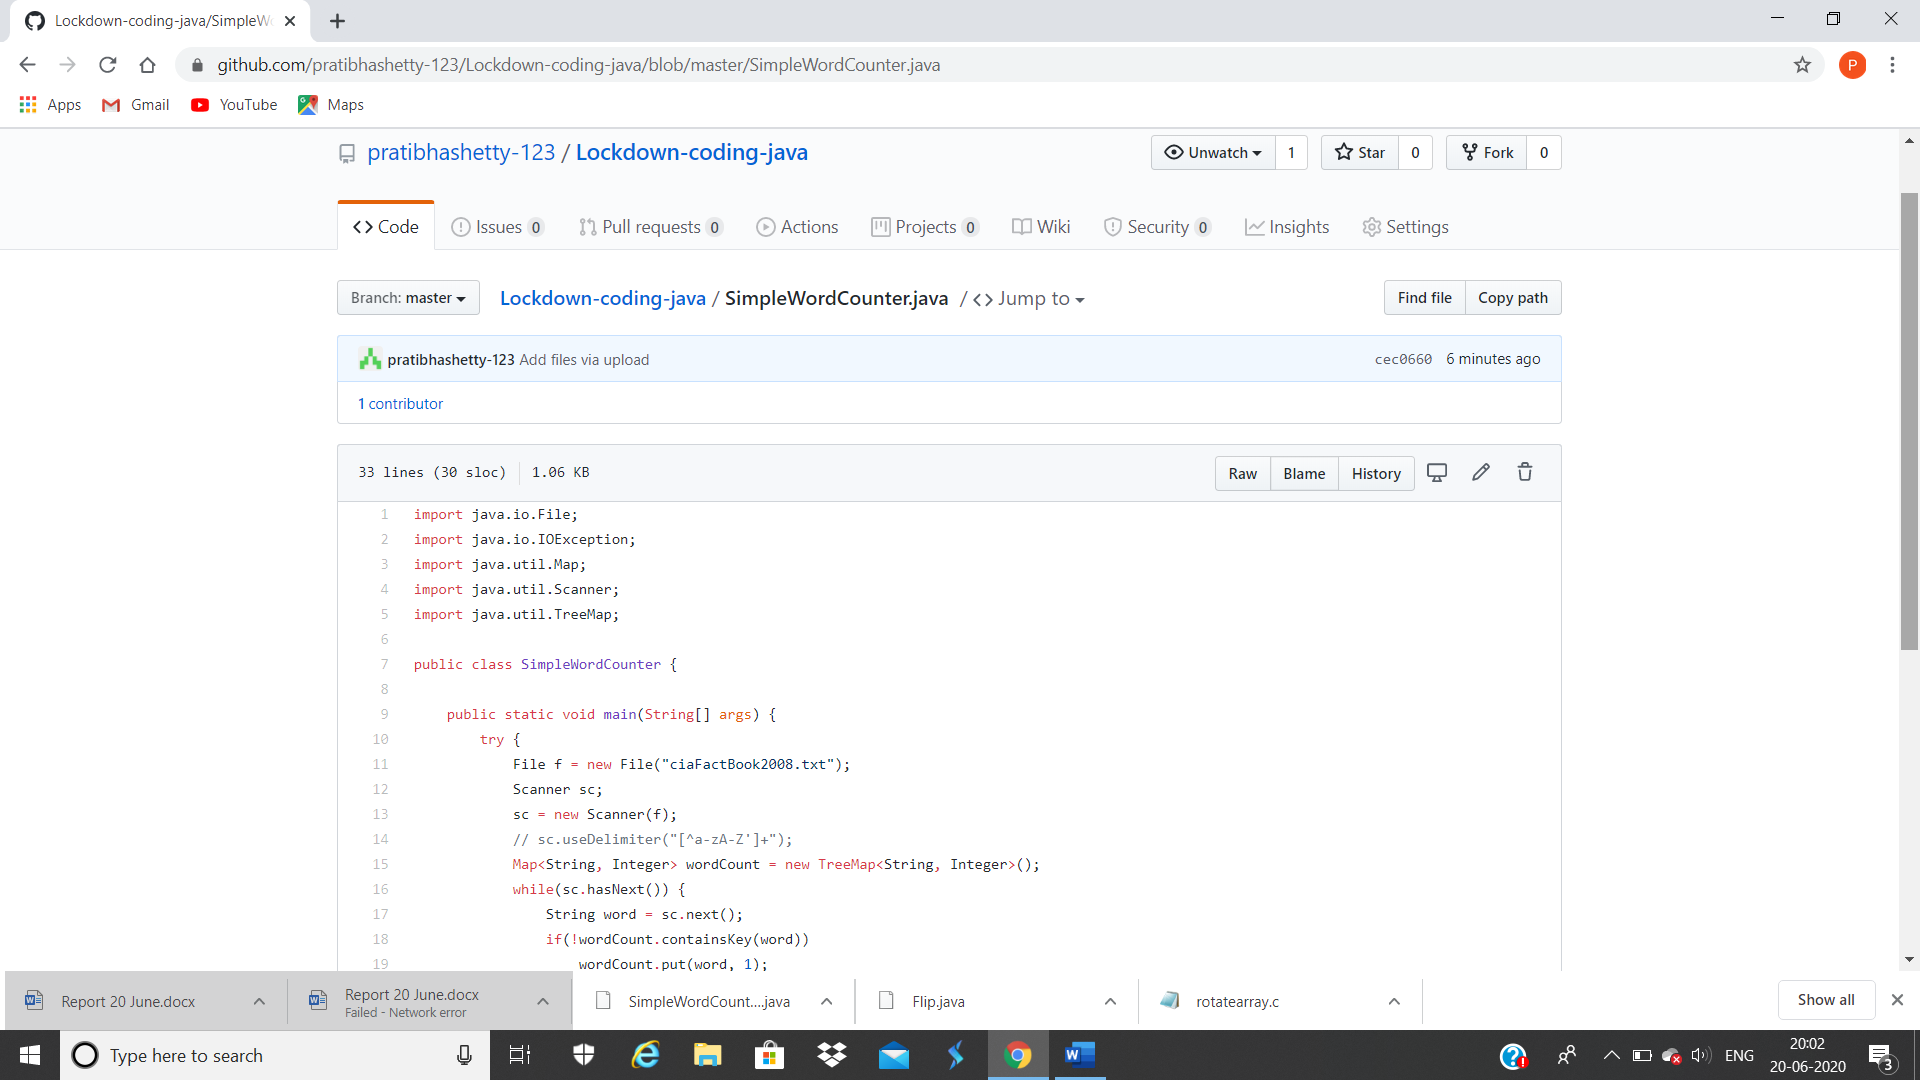 Lockdown-coding-java/SimpleWo
github.com/pratibhashetty-123/Lockdown-coding-java/blob/master/SimpleWordCounter.java
P
Apps Gmail YouTube Maps
pratibhashetty-123 / Lockdown-coding-java
Unwatch 1 Star 0 Fork 0
Code Issues 0 Pull requests 0 Actions Projects 0 Wiki Security 0 Insights Settings
Branch: master Lockdown-coding-java / SimpleWordCounter.java / <> Jump to Find file Copy path
pratibhashetty-123 Add files via upload cec0660 6 minutes ago
1 contributor
33 lines (30 sloc) 1.06 KB Raw Blame History
1 import java.io.File;
2 import java.io.IOException;
3 import java.util.Map;
4 import java.util.Scanner;
5 import java.util.TreeMap;
6
7 public class SimpleWordCounter {
8
9 public static void main(String[] args) {
10 try {
11 File f = new File("ciaFactBook2008.txt");
12 Scanner sc;
13 sc = new Scanner(f);
14 // sc.useDelimiter("[^a-zA-Z']+");
15 Map<String, Integer> wordCount = new TreeMap<String, Integer>();
16 while(sc.hasNext()) {
17 String word = sc.next();
18 if(!wordCount.containsKey(word))
19 wordCount.put(word, 1);
Report 20 June.docx
Report 20 June.docx
Failed - Network error
SimpleWordCount....java
Flip.java
rotatearray.c
Show all
Type here to search
ENG
20:02
20-06-2020
3